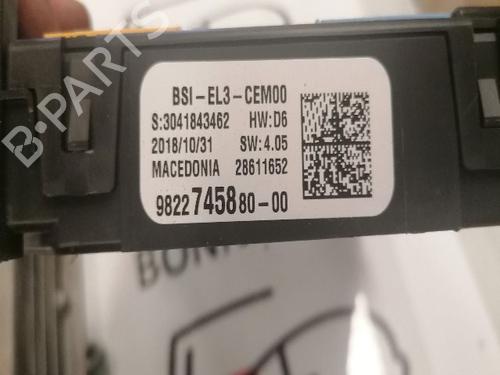 B-PARTS
BSI-EL3-CEM00
S:3041843462 HW:D6
2018/10/31 SW:4.05
MACEDONIA 28611652
9822745880-00